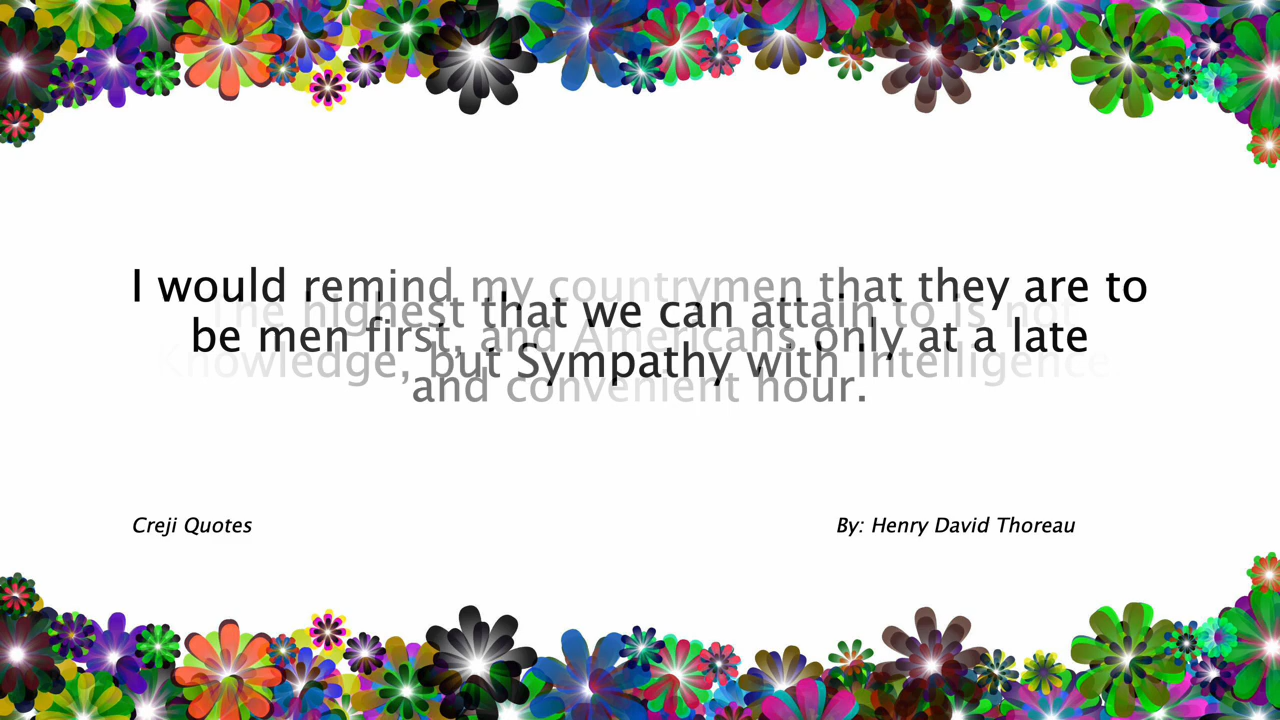 I would remind my countrymen that they are to
The highest that we can attain to is not
be men first, and Americans only at a late
Knowledge, but Sympathy with Intelligence
and convenient hour.
Creji Quotes
By: Henry David Thoreau